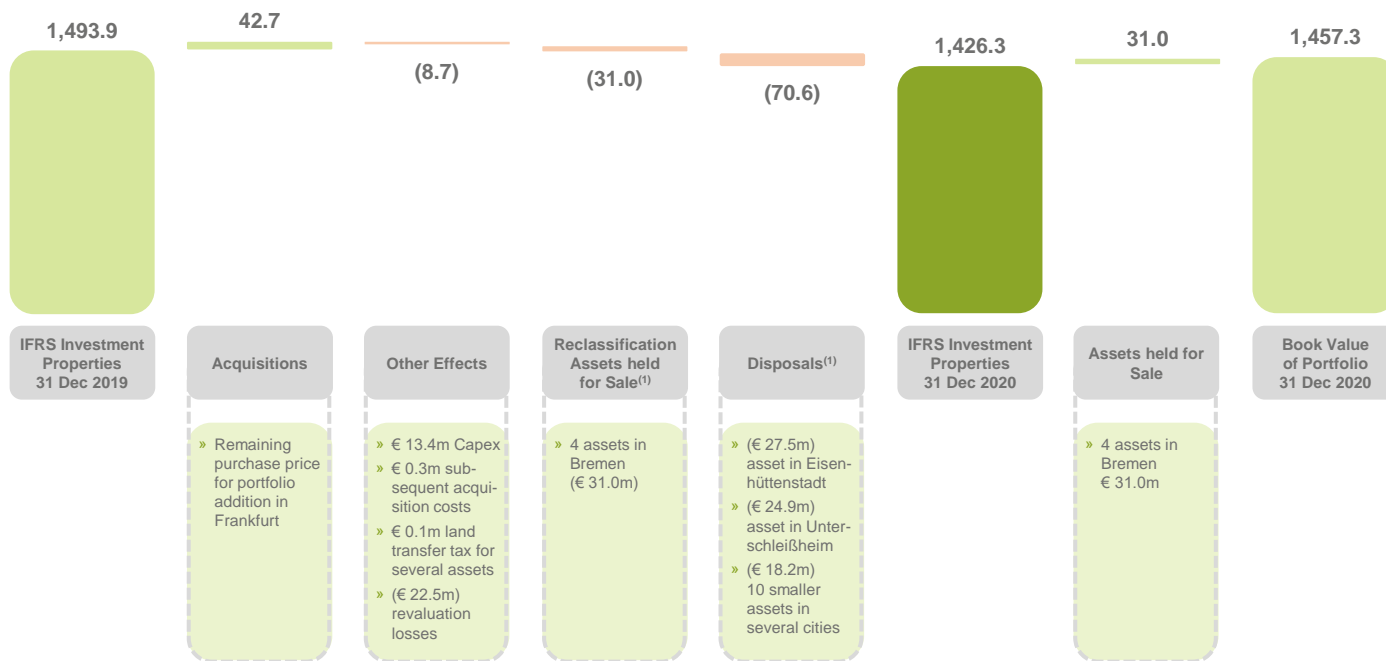 1,493.9
42.7
(8.7)
(31.0)
(70.6)
1,426.3
31.0
1,457.3
IFRS Investment
Properties
31 Dec 2019
Acquisitions
Other Effects
Reclassification
Assets held
for Sale(1)
Disposals(1)
IFRS Investment
Properties
31 Dec 2020
Assets held for
Sale
Book Value
of Portfolio
31 Dec 2020
» Remaining
purchase price
for portfolio
addition in
Frankfurt
» € 13.4m Capex
» € 0.3m sub-
sequent acqui-
sition costs
» € 0.1m land
transfer tax for
several assets
» (€ 22.5m)
revaluation
losses
» 4 assets in
Bremen
(€ 31.0m)
» (€ 27.5m)
asset in Eisen-
hüttenstadt
» (€ 24.9m)
asset in Unter-
schleißheim
» (€ 18.2m)
10 smaller
assets in
several cities
» 4 assets in
Bremen
€ 31.0m